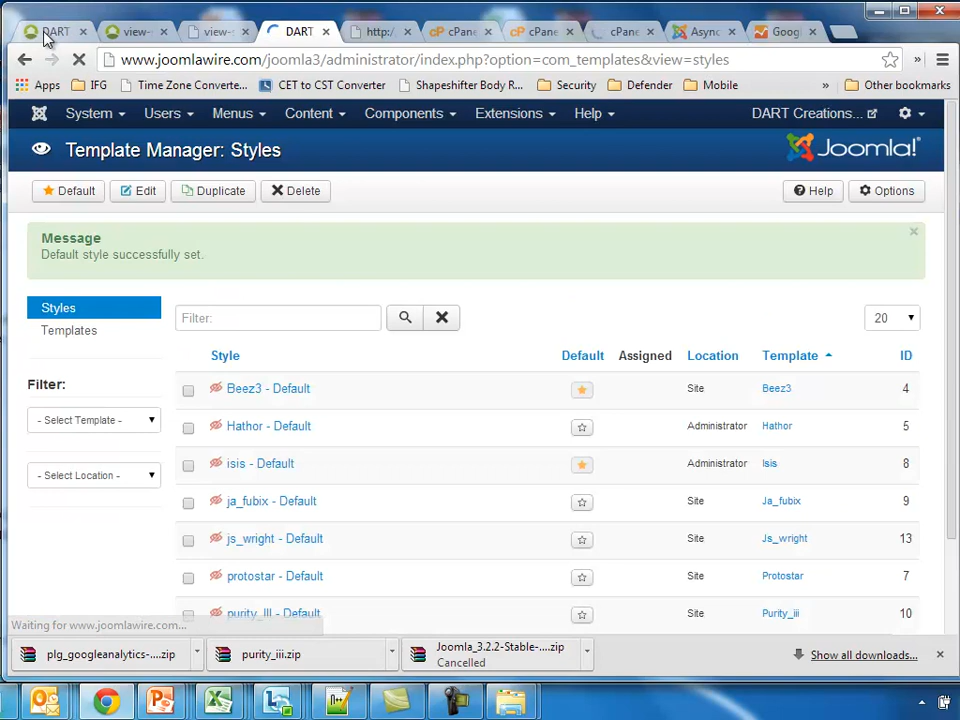 DART
view-
view-s
DART
http:/
cPane
cPane
cPane
Async
Googl
www.joomlawire.com/joomla3/administrator/index.php?option=com_templates&view=styles
Apps
IFG
Time Zone Converte...
CET to CST Converter
Shapeshifter Body R...
Security
Defender
Mobile
»
Other bookmarks
System
Users
Menus
Content
Components
Extensions
Help
DART Creations...
Template Manager: Styles
Joomla!
Default
Edit
Duplicate
Delete
Help
Options
Message
Default style successfully set.
Styles
Templates
Filter:
20
Style
Default
Assigned
Location
Template
ID
Filter:
- Select Template -
- Select Location -
Beez3 - Default
Site
Beez3
4
Hathor - Default
Administrator
Hathor
5
isis - Default
Administrator
Isis
8
ja_fubix - Default
Site
Ja_fubix
9
js_wright - Default
Site
Js_wright
13
protostar - Default
Site
Protostar
7
purity_III - Default
Site
Purity_iii
10
Waiting for www.joomlawire.com...
plg_googleanalytics-....zip
purity_iii.zip
Joomla_3.2.2-Stable-....zip
Cancelled
Show all downloads...